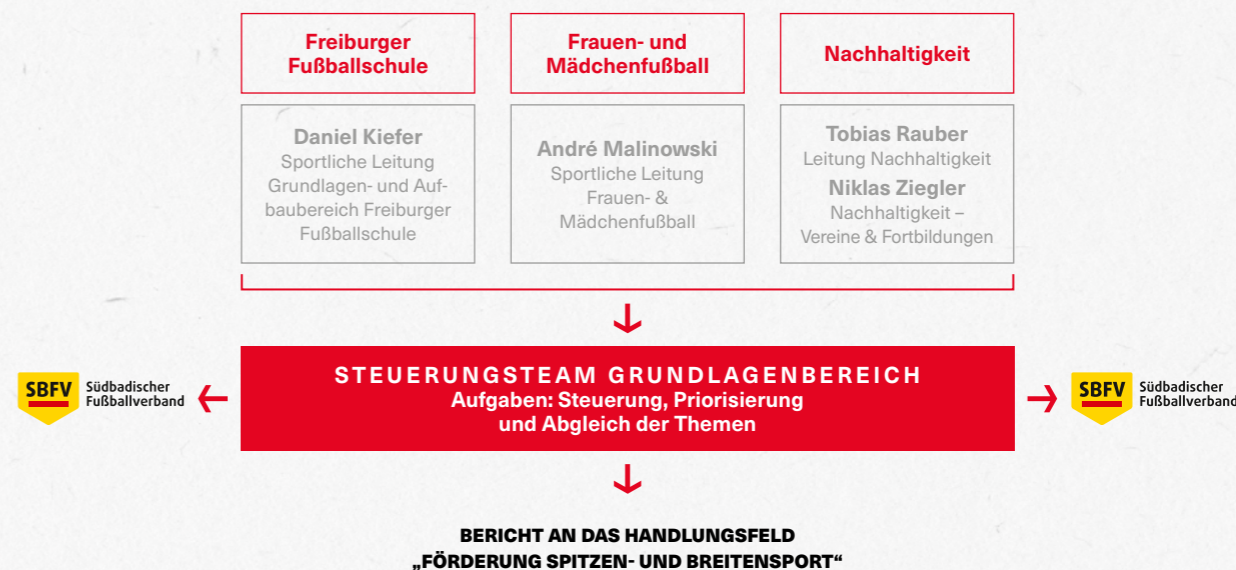 Freiburger
Fußballschule
Frauen- und
Mädchenfußball
Nachhaltigkeit
Daniel Kiefer
Sportliche Leitung
Grundlagen- und Auf-
baubereich Freiburger
Fußballschule
André Malinowski
Sportliche Leitung
Frauen- &
Mädchenfußball
Tobias Rauber
Leitung Nachhaltigkeit
Niklas Ziegler
Nachhaltigkeit –
Vereine & Fortbildungen
SBFV
Südbadischer
Fußballverband
STEUERUNGSTEAM GRUNDLAGENBEREICH
Aufgaben: Steuerung, Priorisierung
und Abgleich der Themen
SBFV
Südbadischer
Fußballverband
BERICHT AN DAS HANDLUNGSFELD
„FÖRDERUNG SPITZEN- UND BREITENSPORT“